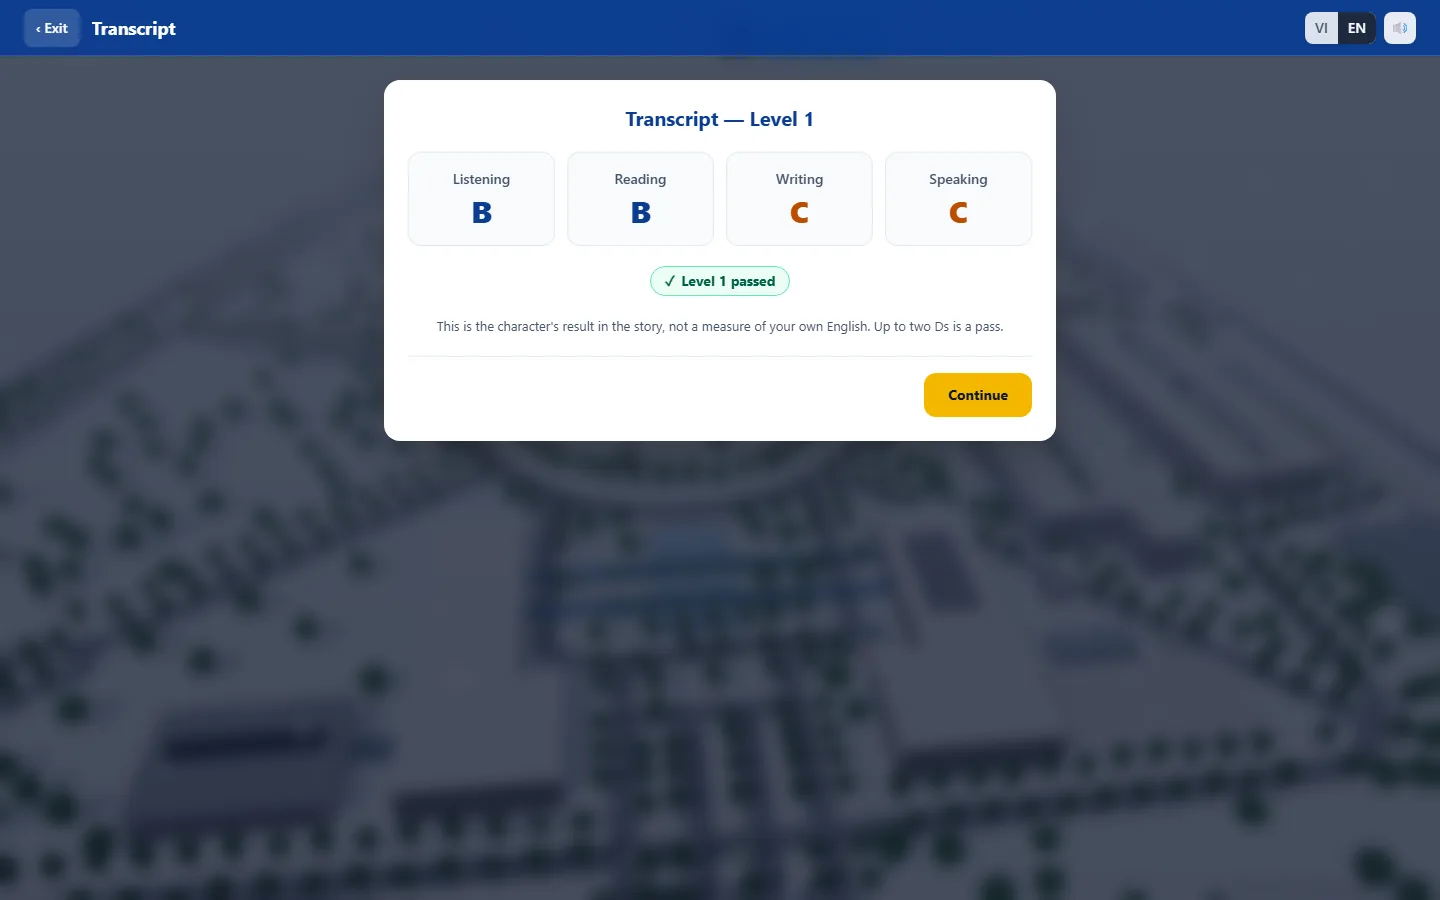 ‹ Exit
Transcript
VI EN
Transcript — Level 1
Listening Reading Writing Speaking
B B C C
✓ Level 1 passed
This is the character's result in the story, not a measure of your own English. Up to two Ds is a pass.
Continue